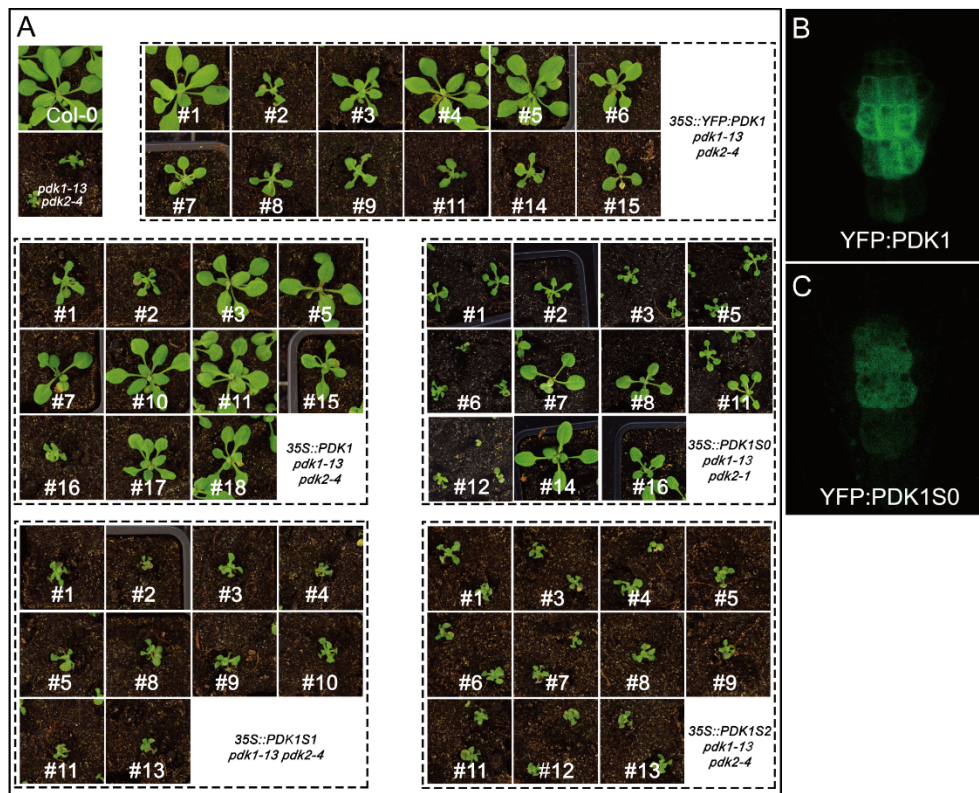 A
Col-0
pdk1-13
pdk2-4
#1 #2 #3 #4 #5 #6
#7 #8 #9 #11 #14 #15
35S::YFP:PDK1
pdk1-13
pdk2-4
#1 #2 #3 #5
#7 #10 #11 #15
#16 #17 #18
35S::PDK1
pdk1-13
pdk2-4
#1 #2 #3 #5
#6 #7 #8 #11
#12 #14 #16
35S::PDK1S0
pdk1-13
pdk2-1
#1 #2 #3 #4
#5 #8 #9 #10
#11 #13
35S::PDK1S1
pdk1-13 pdk2-4
#1 #3 #4 #5
#6 #7 #8 #9
#11 #12 #13
35S::PDK1S2
pdk1-13
pdk2-4
B
YFP:PDK1
C
YFP:PDK1S0